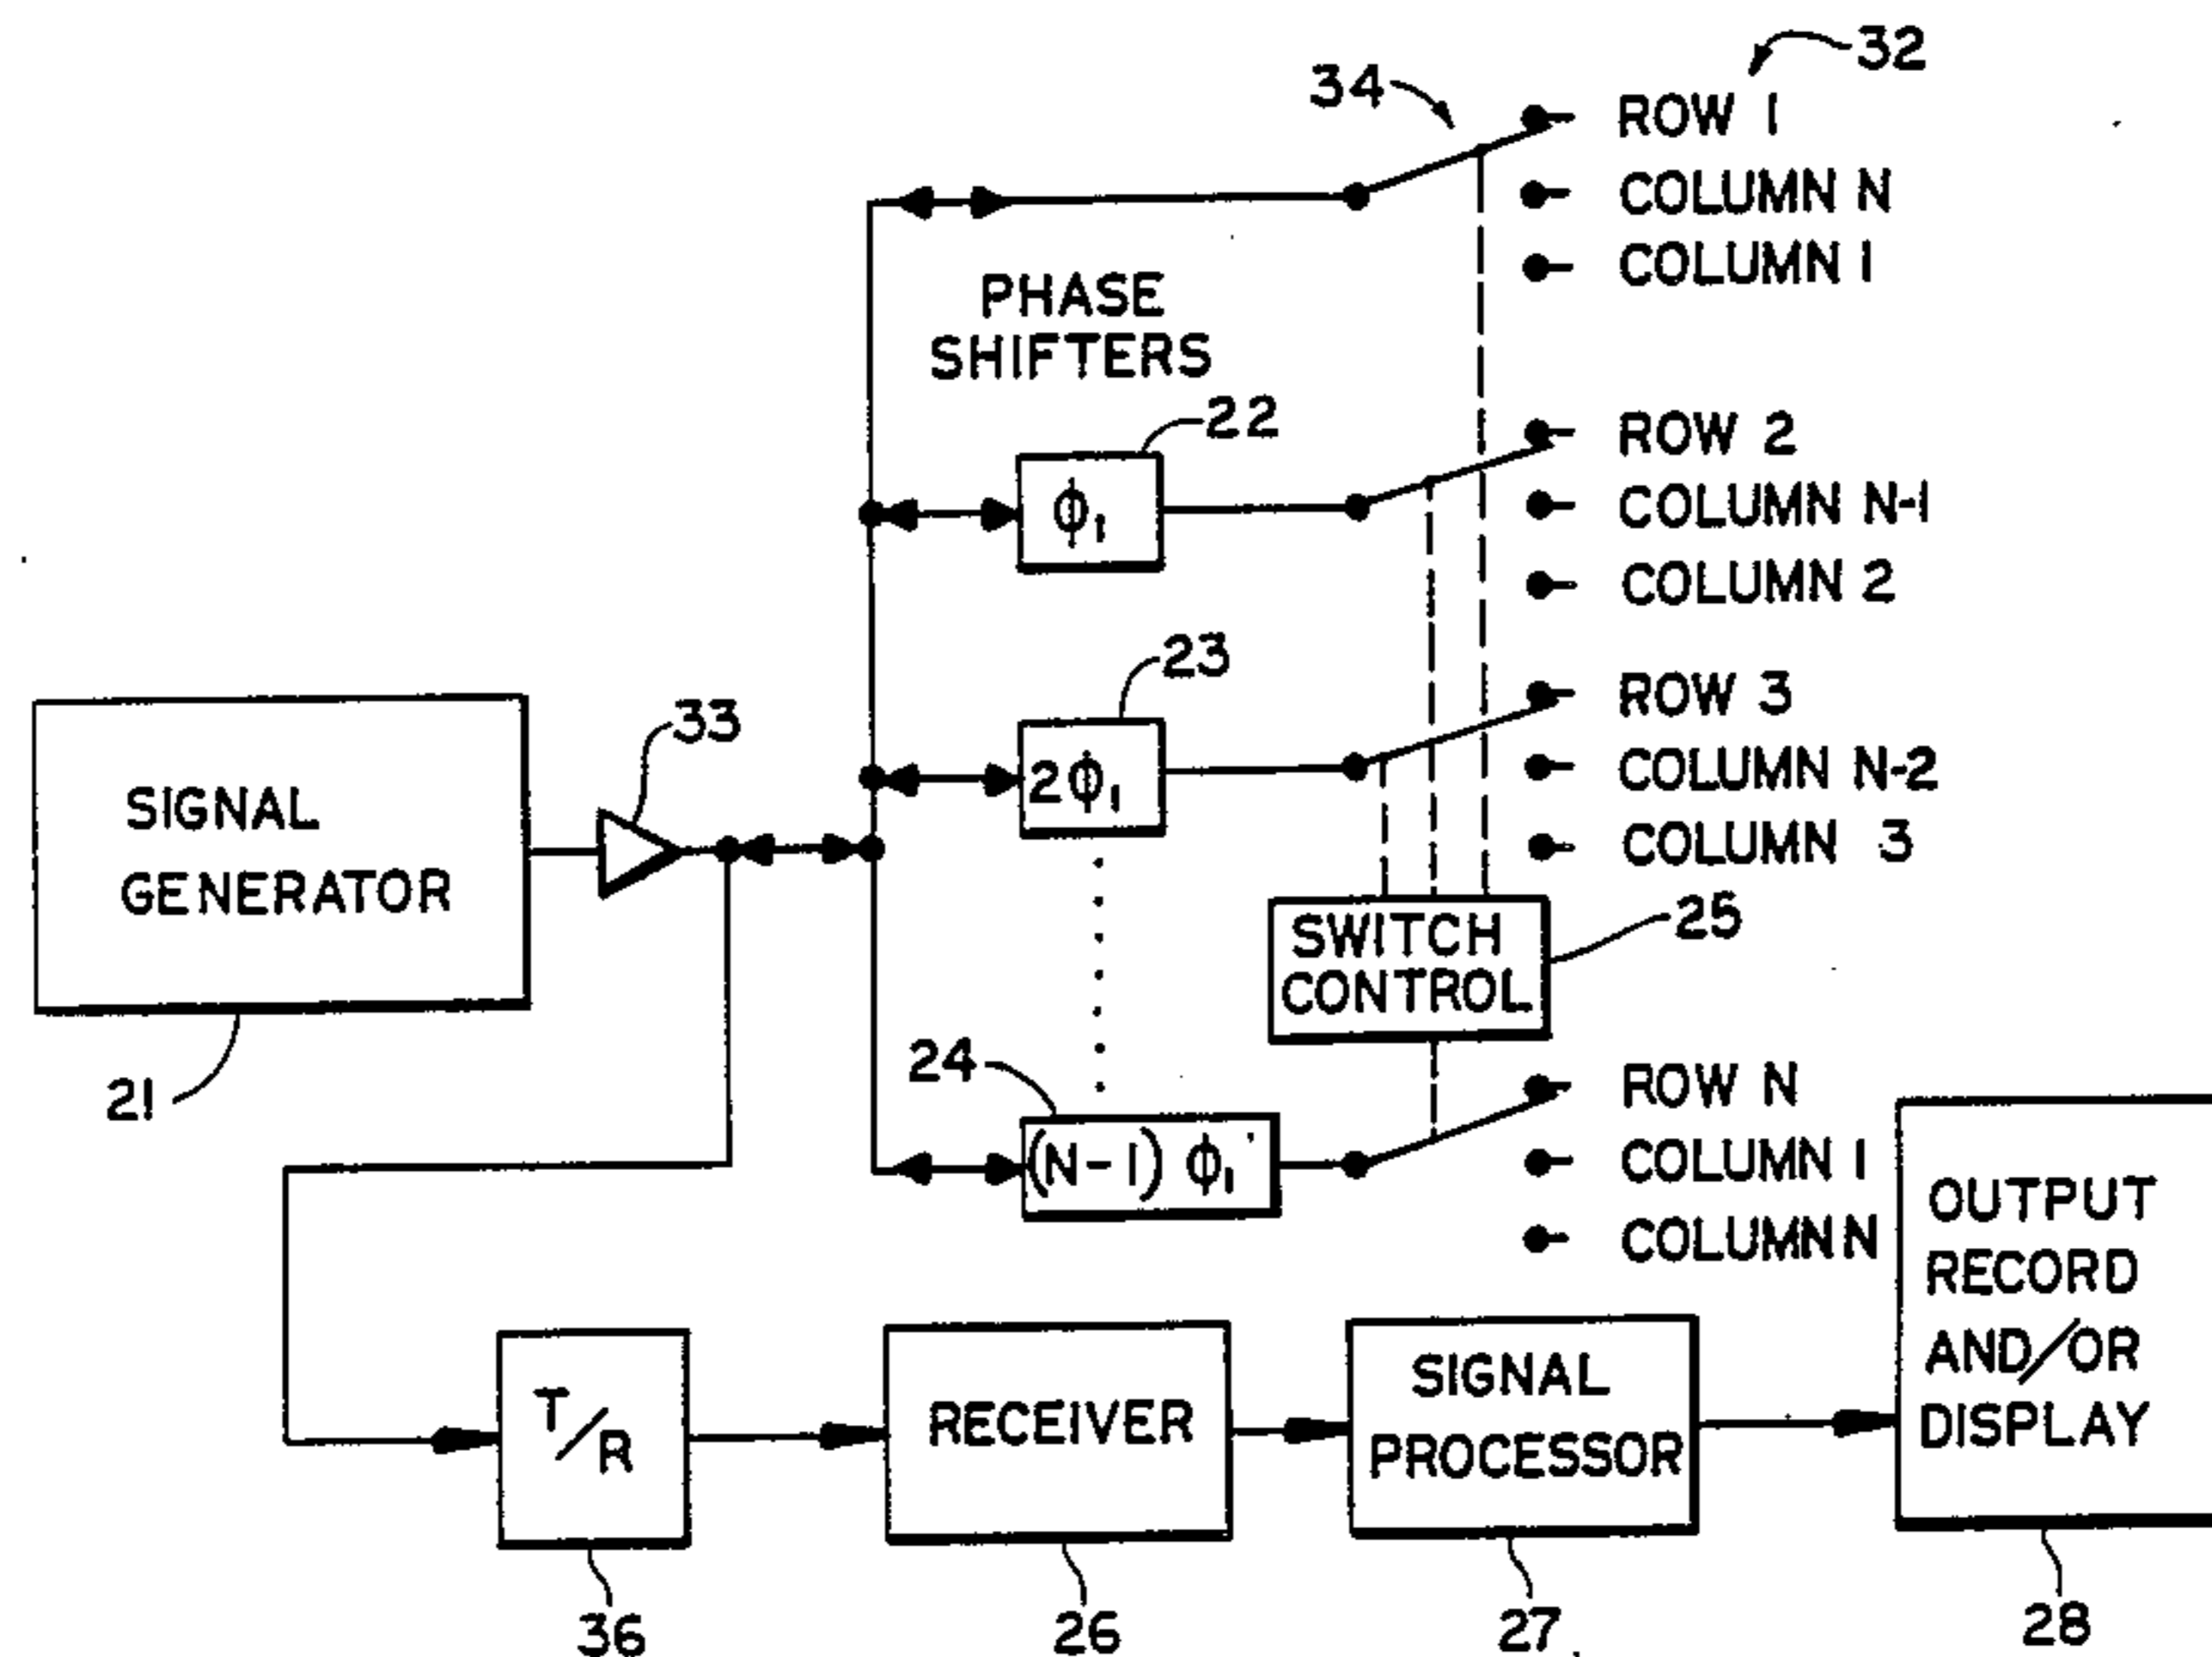 32
34
ROW 1
COLUMN N
COLUMN 1
PHASE
SHIFTERS
22
ϕ₁
ROW 2
COLUMN N-1
COLUMN 2
23
2ϕ₁
ROW 3
COLUMN N-2
COLUMN 3
33
SIGNAL
GENERATOR
21
SWITCH
CONTROL
25
24
(N-1) ϕ₁
ROW N
COLUMN 1
COLUMN N
T/R
36
RECEIVER
26
SIGNAL
PROCESSOR
27
OUTPUT
RECORD
AND/OR
DISPLAY
28